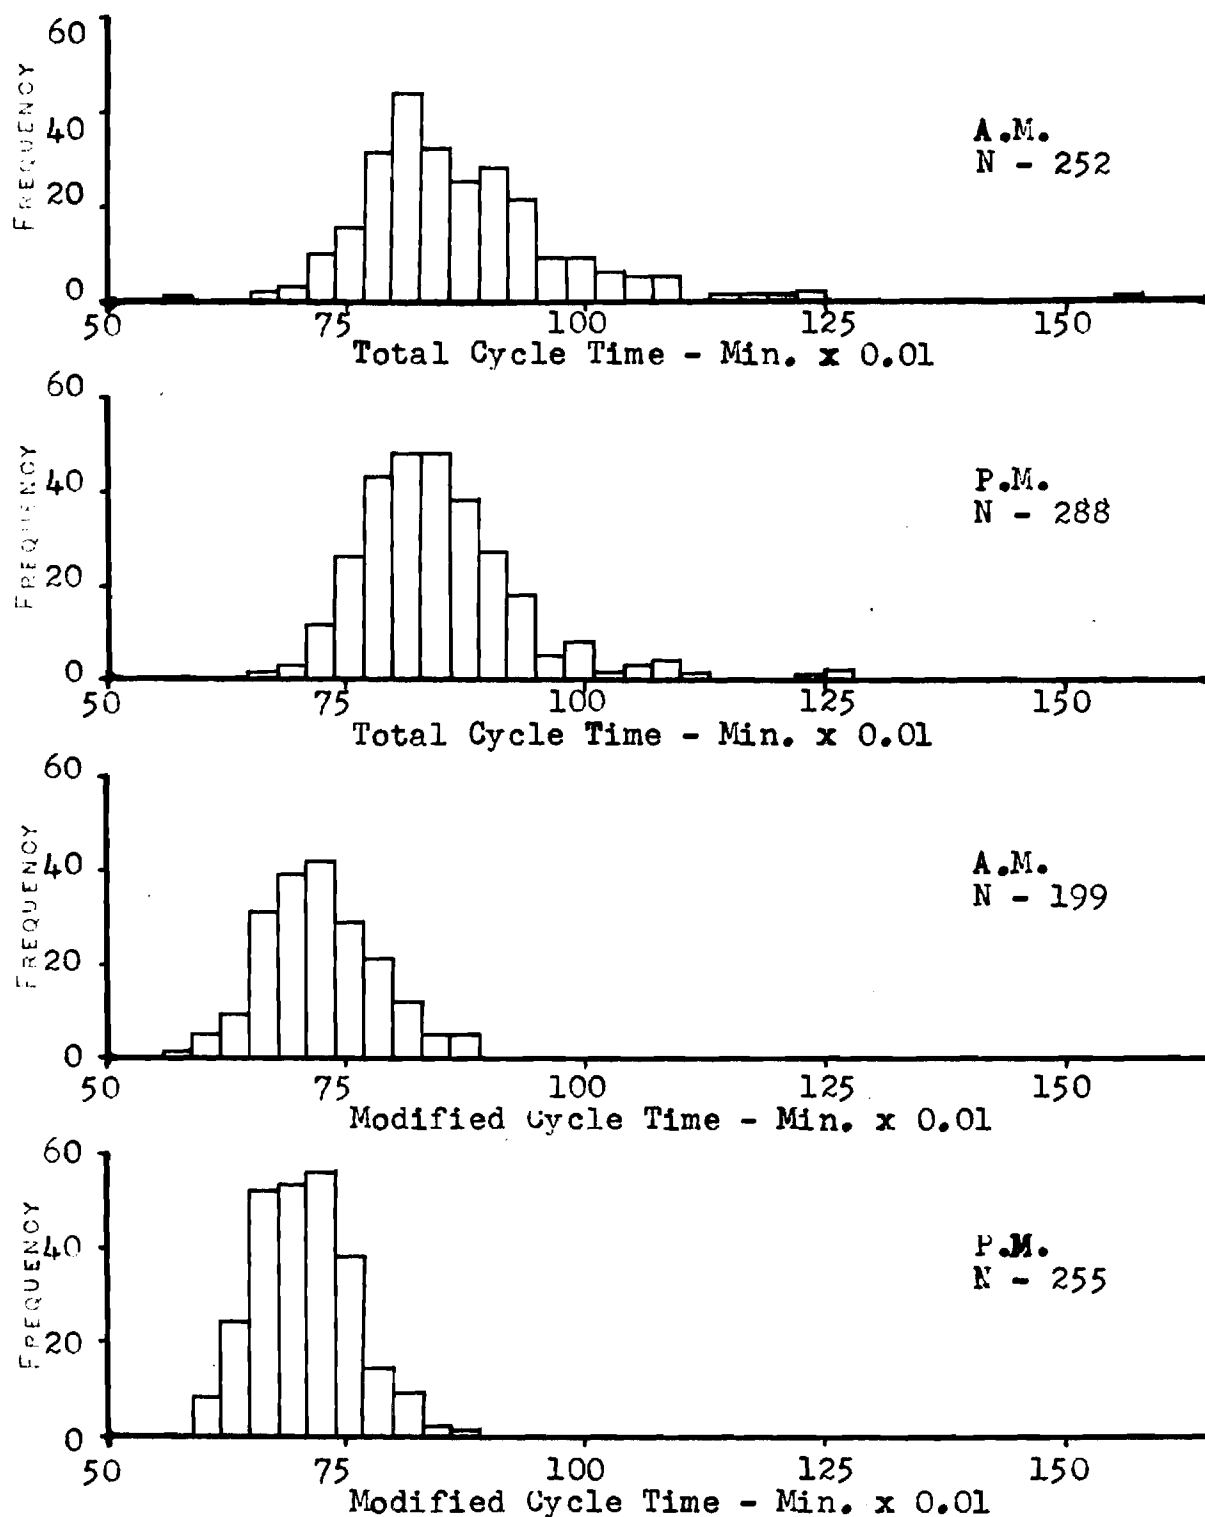 60
FREQUENCY
40
20
0
A.M.
N - 252
50 75 100 125 150
Total Cycle Time - Min. x 0.01
60
FREQUENCY
40
20
0
P.M.
N - 288
50 75 100 125 150
Total Cycle Time - Min. x 0.01
60
FREQUENCY
40
20
0
A.M.
N - 199
50 75 100 125 150
Modified Cycle Time - Min. x 0.01
60
FREQUENCY
40
20
0
P.M.
N - 255
50 75 100 125 150
Modified Cycle Time - Min. x 0.01